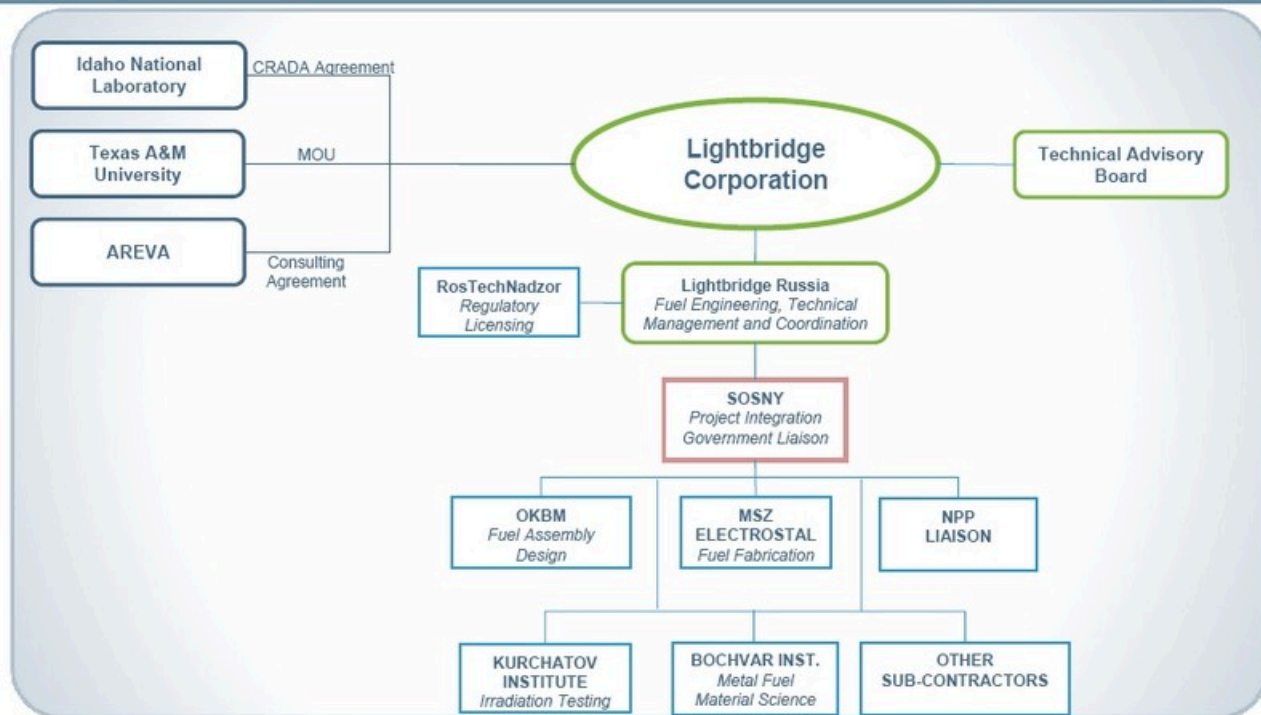 Idaho National
Laboratory
CRADA Agreement
Texas A&M
University
MOU
AREVA
Consulting
Agreement
Lightbridge
Corporation
Technical Advisory
Board
RosTechNadzor
Regulatory
Licensing
Lightbridge Russia
Fuel Engineering, Technical
Management and Coordination
SOSNY
Project Integration
Government Liaison
OKBM
Fuel Assembly
Design
MSZ
ELECTROSTAL
Fuel Fabrication
NPP
LIAISON
KURCHATOV
INSTITUTE
Irradiation Testing
BOCHVAR INST.
Metal Fuel
Material Science
OTHER
SUB-CONTRACTORS